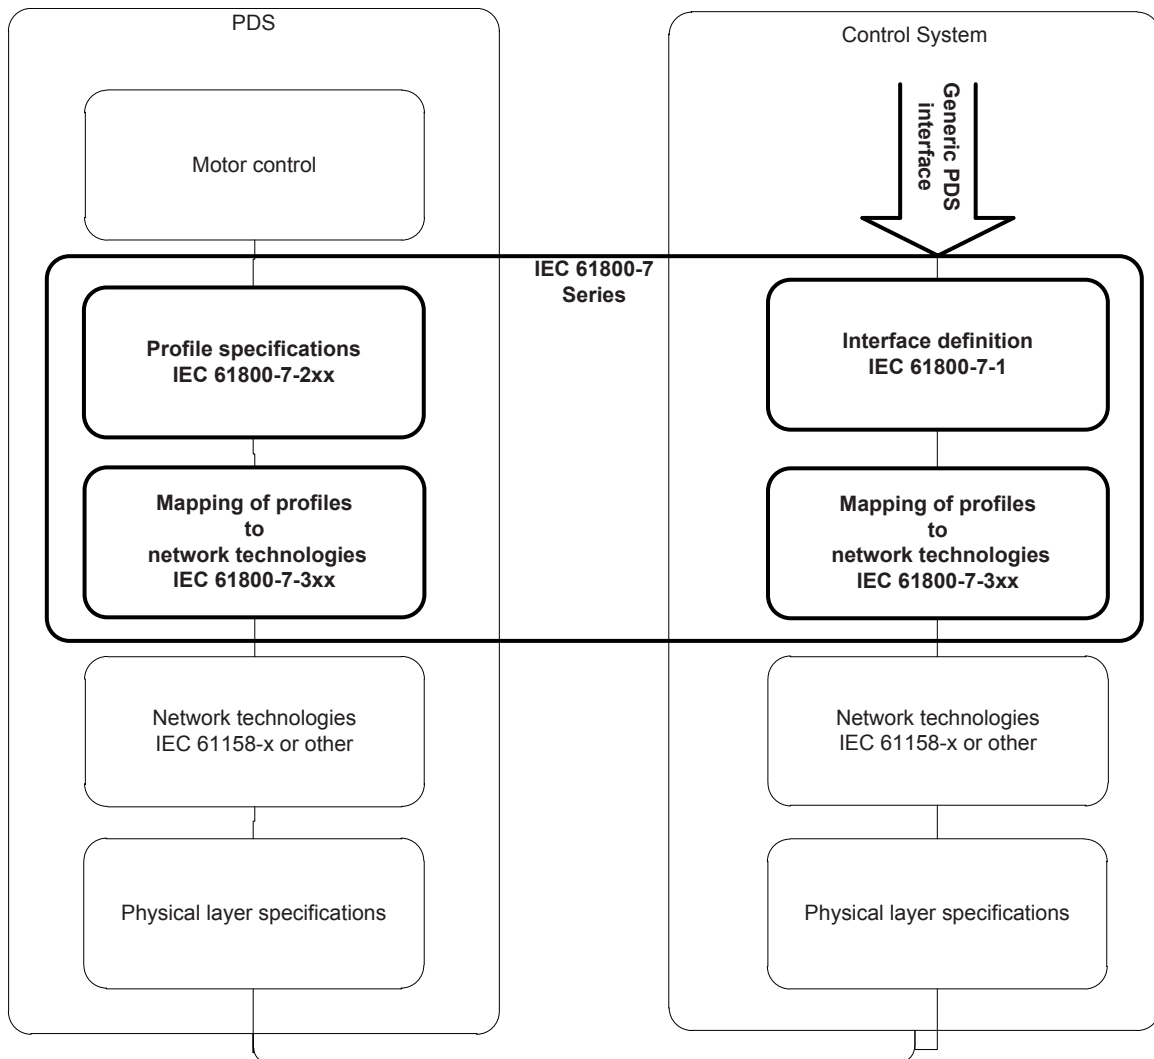 PDS
Control System
Generic PDS
interface
Motor control
IEC 61800-7
Series
Profile specifications
IEC 61800-7-2xx
Interface definition
IEC 61800-7-1
Mapping of profiles
to
network technologies
IEC 61800-7-3xx
Mapping of profiles
to
network technologies
IEC 61800-7-3xx
Network technologies
IEC 61158-x or other
Network technologies
IEC 61158-x or other
Physical layer specifications
Physical layer specifications